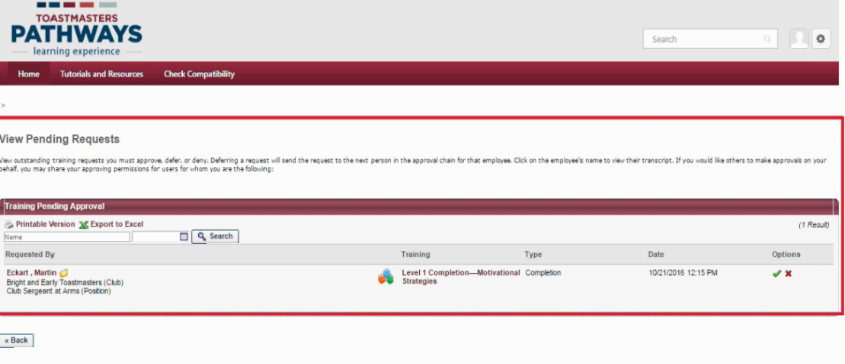 TOASTMASTERS
PATHWAYS
learning experience
Search
Home Tutorials and Resources Check Compatibility
>
View Pending Requests
View outstanding training requests you must approve, defer, or deny. Deferring a request will send the request to the next person in the approval chain for that employee. Click on the employee's name to view their transcript. If you would like others to make approvals on your
behalf, you may share your approving permissions for users for whom you are the following:
Training Pending Approval
Printable Version Export to Excel (1 Result)
Name Search
Requested By Training Type Date Options
Eckart , Martin Level 1 Completion—Motivational Completion 10/21/2016 12:15 PM
Bright and Early Toastmasters (Club) Strategies
Club Sergeant at Arms (Position)
« Back